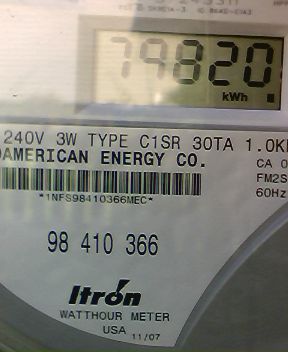 79820
kWh
240V 3W TYPE C1SR 30TA 1.0K
AMERICAN ENERGY CO.
CA 0
FM2S
60Hz
*1NFS98410366MEC*
98 410 366
Itron
WATTHOUR METER
USA 11/07